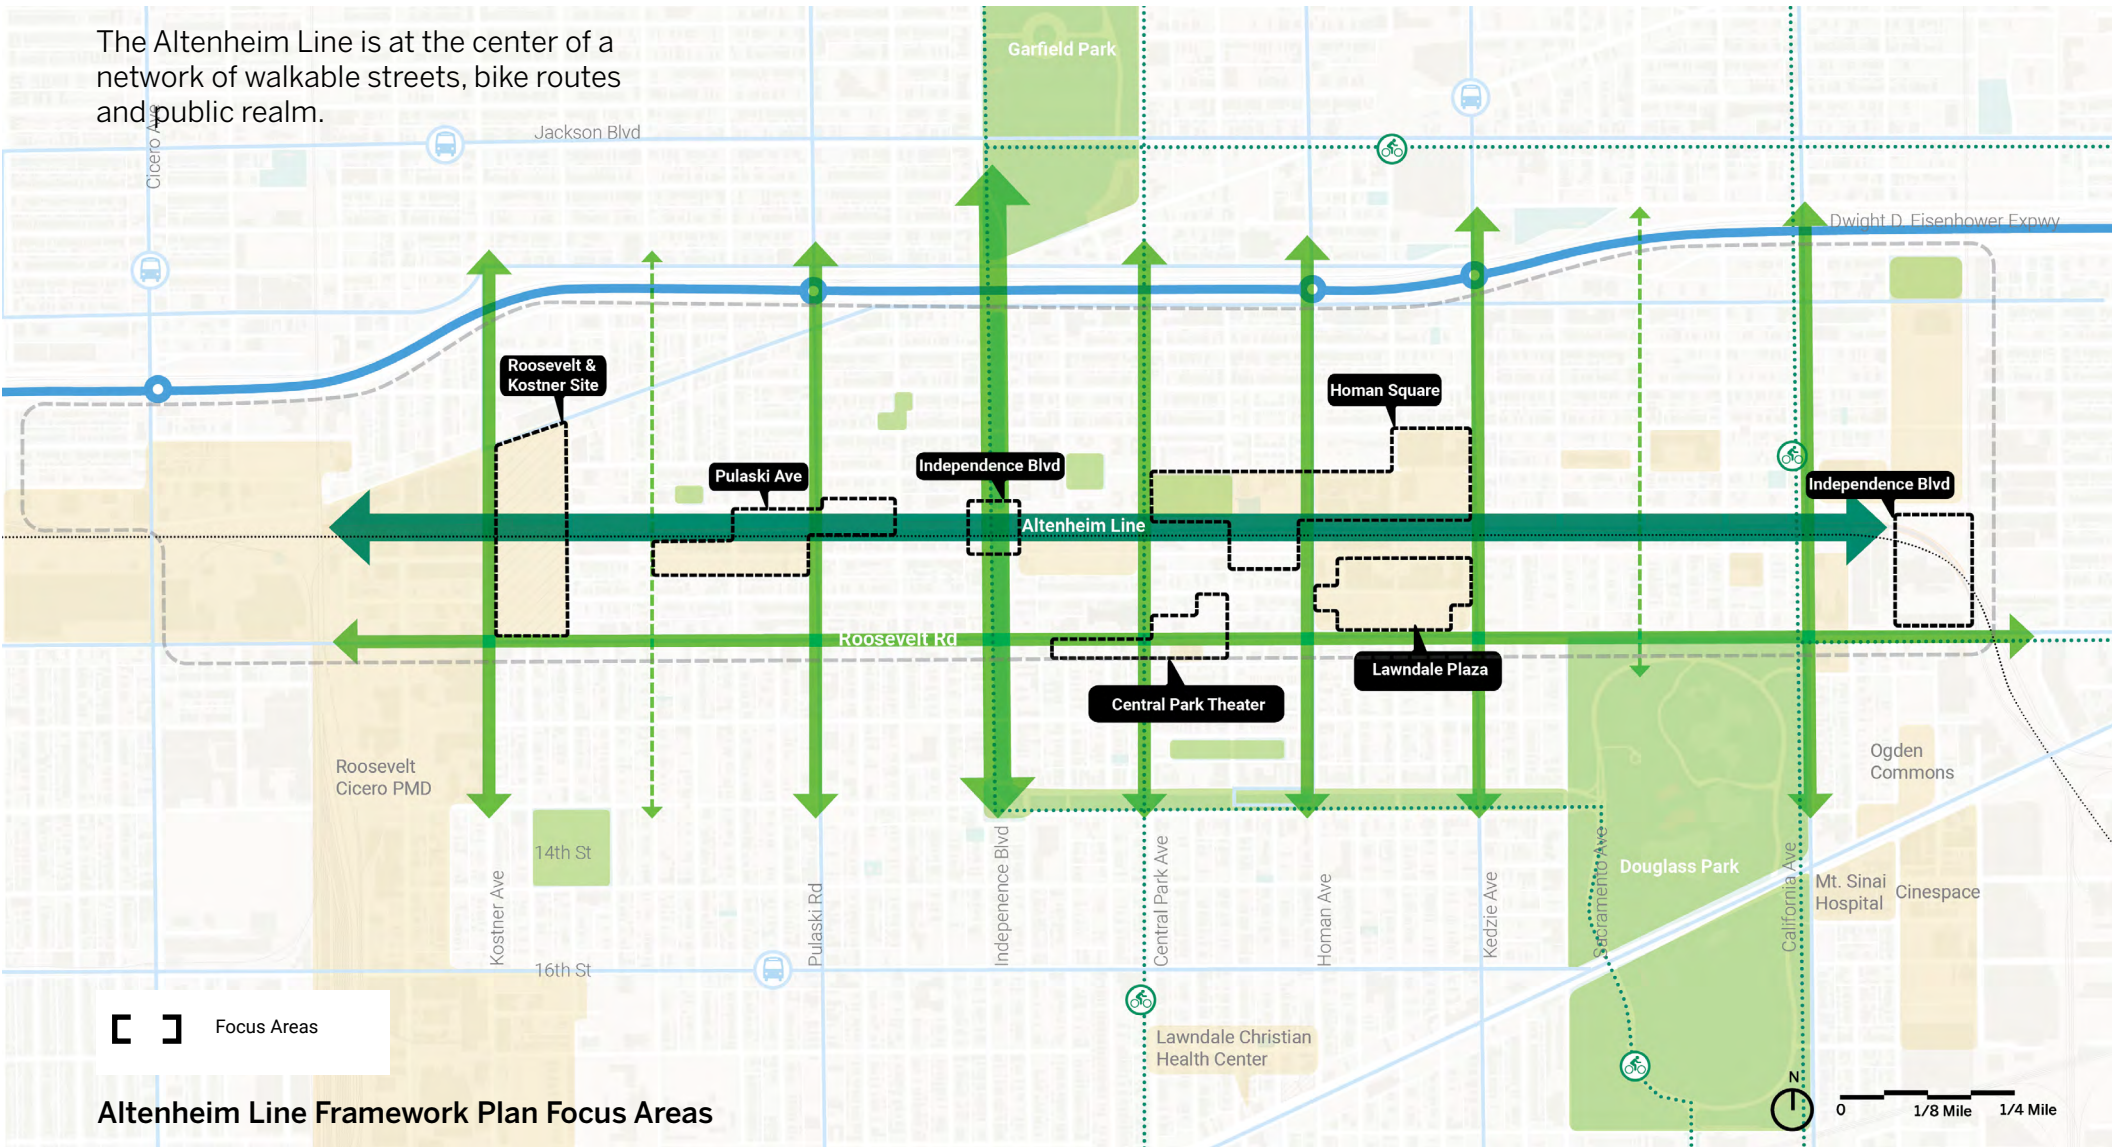 The Altenheim Line is at the center of a
network of walkable streets, bike routes
and public realm.
Garfield Park
Jackson Blvd
Cicero Ave
Dwight D. Eisenhower Expwy
Roosevelt &
Kostner Site
Homan Square
Pulaski Ave
Independence Blvd
Independence Blvd
Altenheim Line
Roosevelt Rd
Lawndale Plaza
Central Park Theater
Roosevelt
Cicero PMD
Ogden
Commons
14th St
Kostner Ave
Pulaski Rd
Indepenence Blvd
Central Park Ave
Homan Ave
Kedzie Ave
Sacramento Ave
Douglass Park
California Ave
Mt. Sinai
Hospital
Cinespace
16th St
Focus Areas
Lawndale Christian
Health Center
N
0
1/8 Mile
1/4 Mile
Altenheim Line Framework Plan Focus Areas